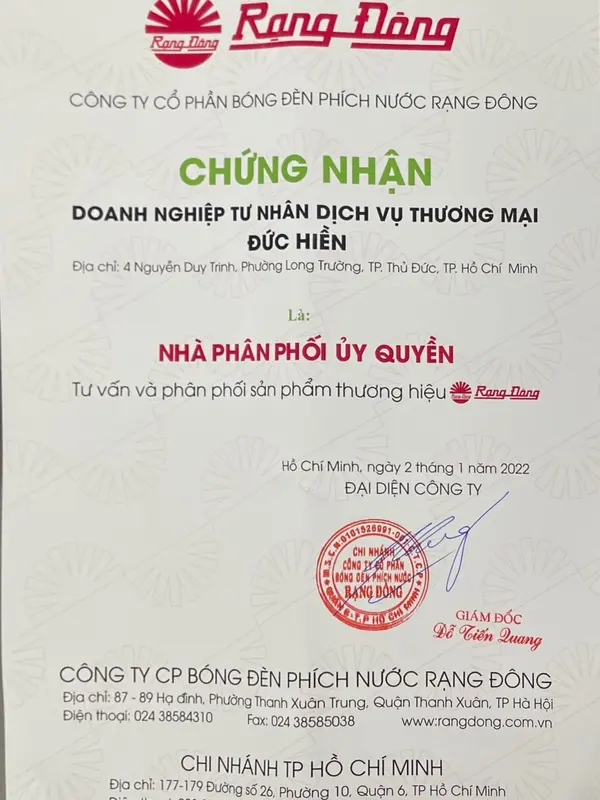 Rạng Đông
Rạng Đông
CÔNG TY CỔ PHẦN BÓNG ĐÈN PHÍCH NƯỚC RẠNG ĐÔNG
CHỨNG NHẬN
DOANH NGHIỆP TƯ NHÂN DỊCH VỤ THƯƠNG MẠI
ĐỨC HIỀN
Địa chỉ: 4 Nguyễn Duy Trinh, Phường Long Trường, TP. Thủ Đức, TP. Hồ Chí Minh
Là:
NHÀ PHÂN PHỐI ỦY QUYỀN
Tư vấn và phân phối sản phẩm thương hiệu Rạng Đông
Hồ Chí Minh, ngày 2 tháng 1 năm 2022
ĐẠI DIỆN CÔNG TY
CHI NHÁNH
CÔNG TY CỔ PHẦN
BÓNG ĐÈN PHÍCH NƯỚC
RẠNG ĐÔNG
GIÁM ĐỐC
Đỗ Tiến Quang
CÔNG TY CP BÓNG ĐÈN PHÍCH NƯỚC RẠNG ĐÔNG
Địa chỉ: 87 - 89 Hạ đình, Phường Thanh Xuân Trung, Quận Thanh Xuân, TP Hà Nội
Điện thoại: 024 38584310 Fax: 024 38585038 www.rangdong.com.vn
CHI NHÁNH TP HỒ CHÍ MINH
Địa chỉ: 177-179 Đường số 26, Phường 10, Quận 6, TP Hồ Chí Minh